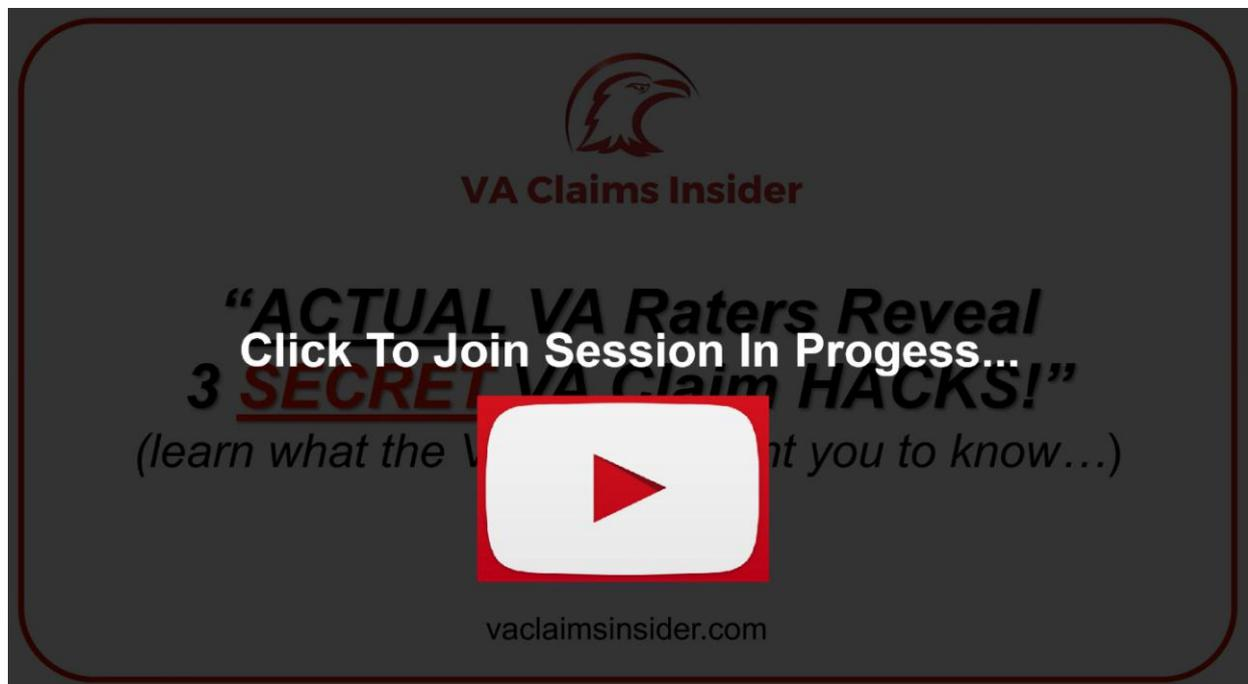 VA Claims Insider
“ACTUAL VA Raters Reveal
Click To Join Session In Progess...
3 SECRET VA Claim HACKS!”
(learn what the V nt you to know…)
vaclaimsinsider.com